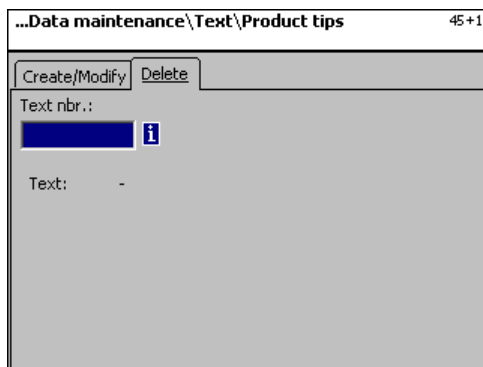 ...Data maintenance\Text\Product tips 45+1
Create/Modify Delete
Text nbr.:
i
Text: -